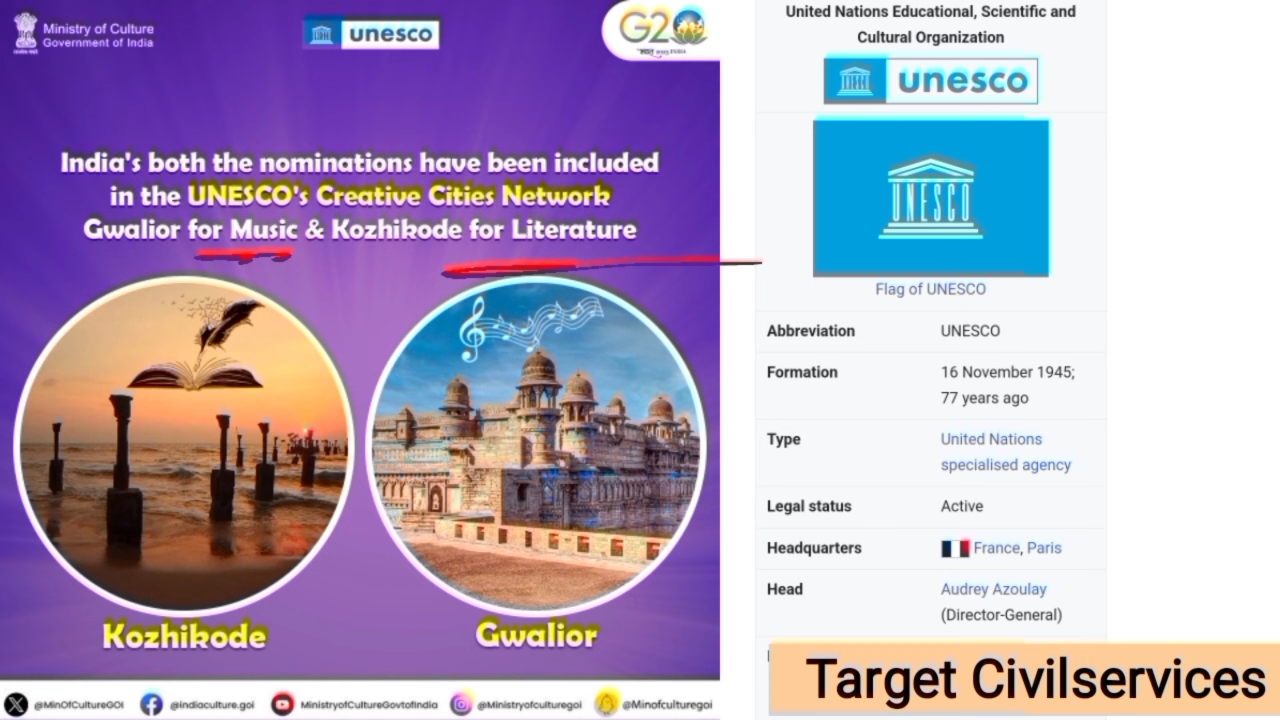 Ministry of Culture
Government of India
unesco
G20
भारत 2023 INDIA
India's both the nominations have been included
in the UNESCO's Creative Cities Network
Gwalior for Music & Kozhikode for Literature
Kozhikode
Gwalior
@MinOfCultureGOI
@indiaculture.goi
MinistryofCultureGovtofIndia
@Ministryofculturegoi
@Minofculturegoi
United Nations Educational, Scientific and
Cultural Organization
unesco
UNESCO
Flag of UNESCO
Abbreviation UNESCO
Formation 16 November 1945;
77 years ago
Type United Nations
specialised agency
Legal status Active
Headquarters France, Paris
Head Audrey Azoulay
(Director-General)
Target Civilservices